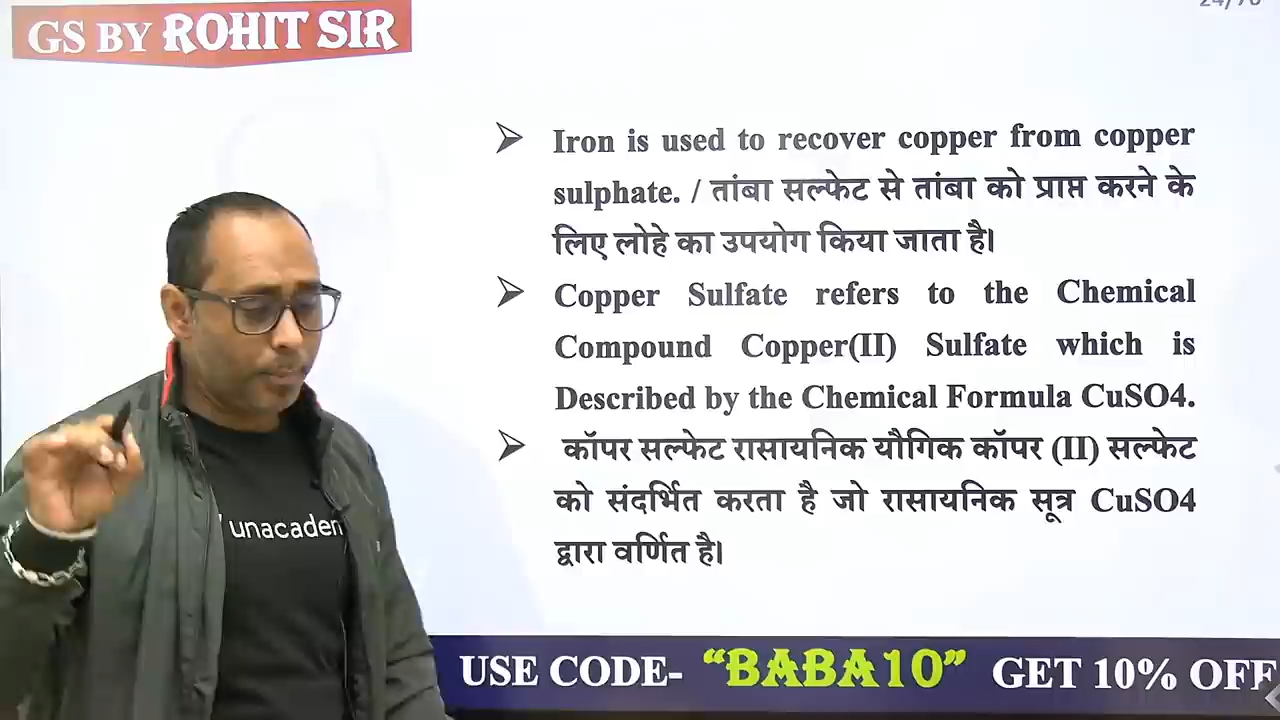 GS BY ROHIT SIR
24/70
➢ Iron is used to recover copper from copper
sulphate. / तांबा सल्फेट से तांबा को प्राप्त करने के
लिए लोहे का उपयोग किया जाता है।
➢ Copper Sulfate refers to the Chemical
Compound Copper(II) Sulfate which is
Described by the Chemical Formula CuSO4.
➢ कॉपर सल्फेट रासायनिक यौगिक कॉपर (II) सल्फेट
को संदर्भित करता है जो रासायनिक सूत्र CuSO4
द्वारा वर्णित है।
unacadem
USE CODE- “BABA10” GET 10% OFF